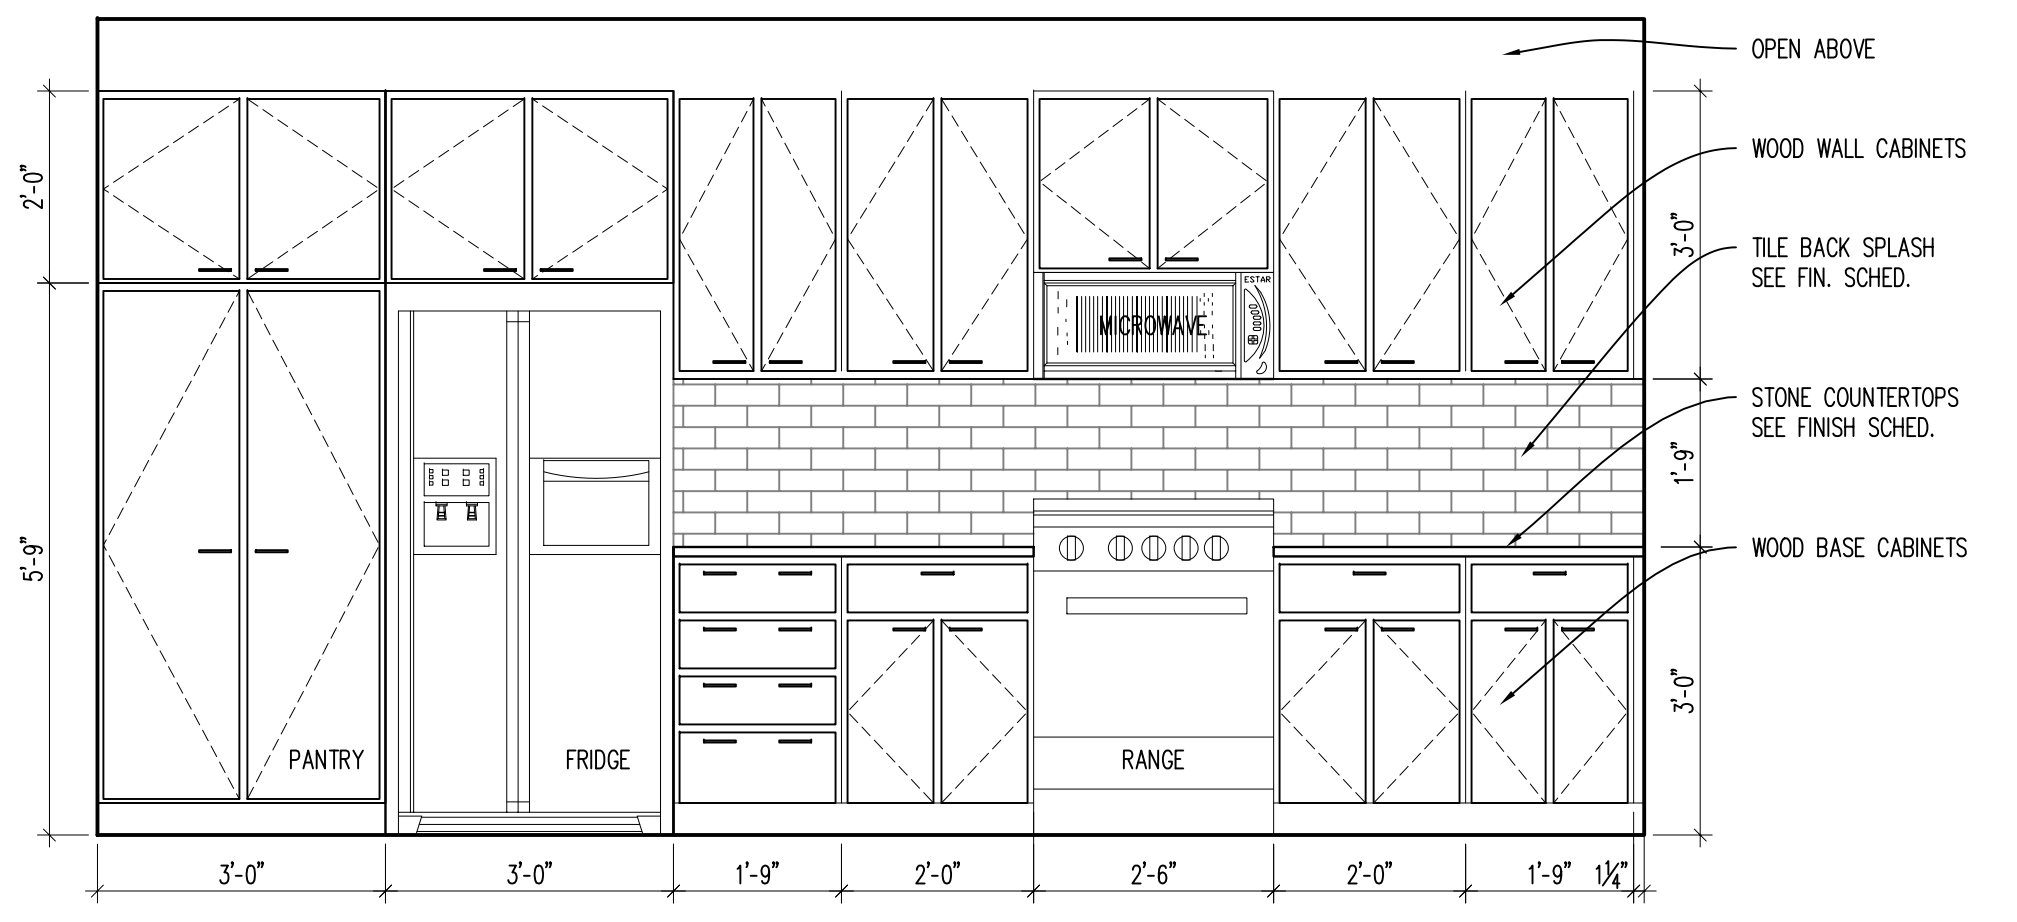 OPEN ABOVE
WOOD WALL CABINETS
2'-0"
3'-0"
TILE BACK SPLASH
SEE FIN. SCHED.
ESTAR
MICROWAVE
STONE COUNTERTOPS
SEE FINISH SCHED.
1'-9"
5'-9"
WOOD BASE CABINETS
3'-0"
PANTRY
FRIDGE
RANGE
3'-0"
3'-0"
1'-9"
2'-0"
2'-6"
2'-0"
1'-9"
1¼"